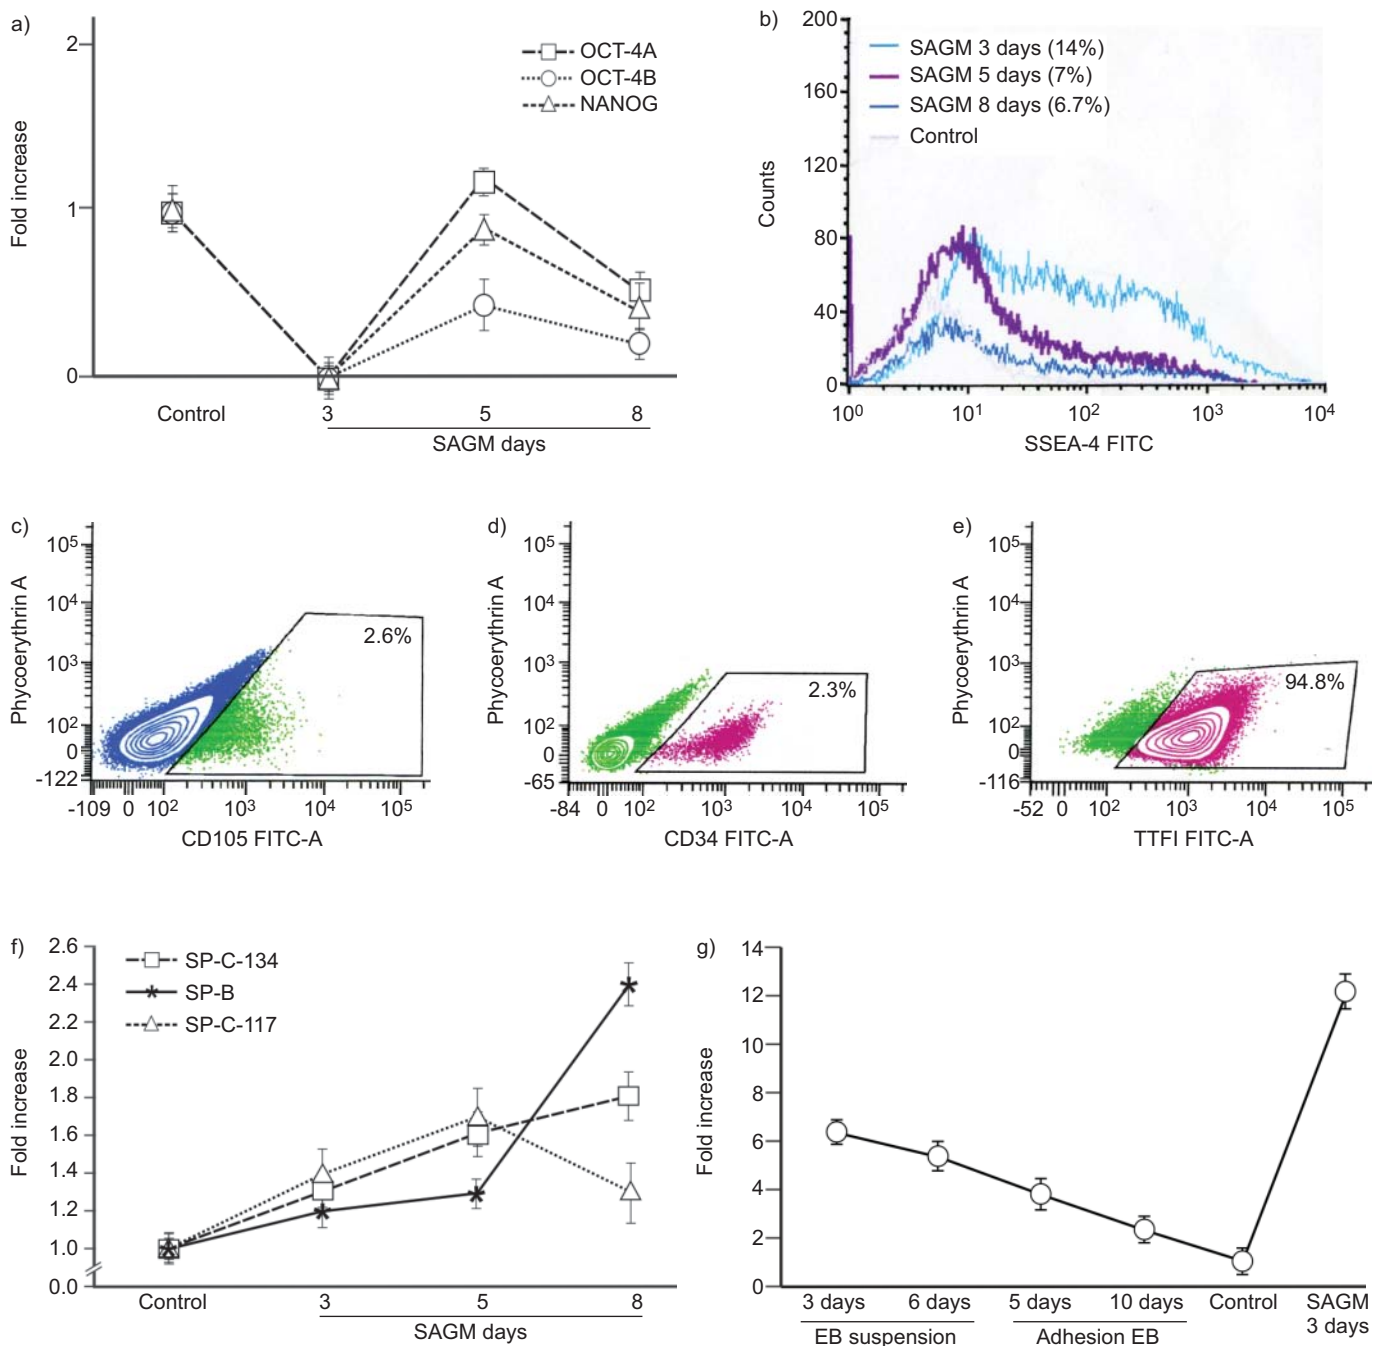 a)
2
1
0
Fold increase
OCT-4A
OCT-4B
NANOG
Control 3 5 8
SAGM days
b)
200
160
120
80
40
0
Counts
SAGM 3 days (14%)
SAGM 5 days (7%)
SAGM 8 days (6.7%)
Control
10⁰ 10¹ 10² 10³ 10⁴
SSEA-4 FITC
c)
10⁵
10⁴
10³
10²
0
-122
Phycoerythrin A
2.6%
-109 0 10² 10³ 10⁴ 10⁵
CD105 FITC-A
d)
10⁵
10⁴
10³
10²
0
-65
Phycoerythrin A
2.3%
-84 0 10² 10³ 10⁴ 10⁵
CD34 FITC-A
e)
10⁵
10⁴
10³
10²
0
-116
Phycoerythrin A
94.8%
-52 0 10² 10³ 10⁴ 10⁵
TTFI FITC-A
f)
2.6
2.4
2.2
2.0
1.8
1.6
1.4
1.2
1.0
0.0
Fold increase
SP-C-134
SP-B
SP-C-117
Control 3 5 8
SAGM days
g)
14
12
10
8
6
4
2
0
Fold increase
3 days 6 days 5 days 10 days Control SAGM
3 days
EB suspension Adhesion EB